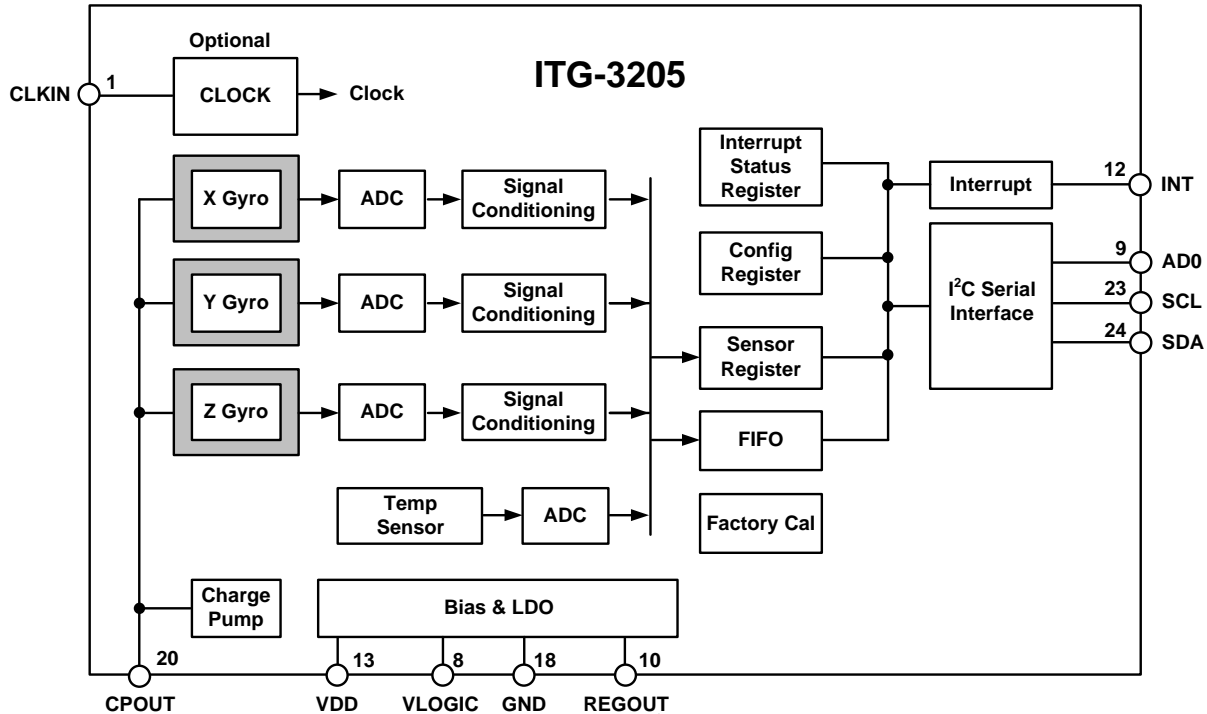 Optional
ITG-3205
CLKIN
1
CLOCK
Clock
Interrupt
Status
Register
Interrupt
12
INT
X Gyro
ADC
Signal
Conditioning
Config
Register
I²C Serial
Interface
9
AD0
23
SCL
24
SDA
Y Gyro
ADC
Signal
Conditioning
Sensor
Register
Z Gyro
ADC
Signal
Conditioning
FIFO
Temp
Sensor
ADC
Factory Cal
Charge
Pump
Bias & LDO
20
13
8
18
10
CPOUT
VDD
VLOGIC
GND
REGOUT